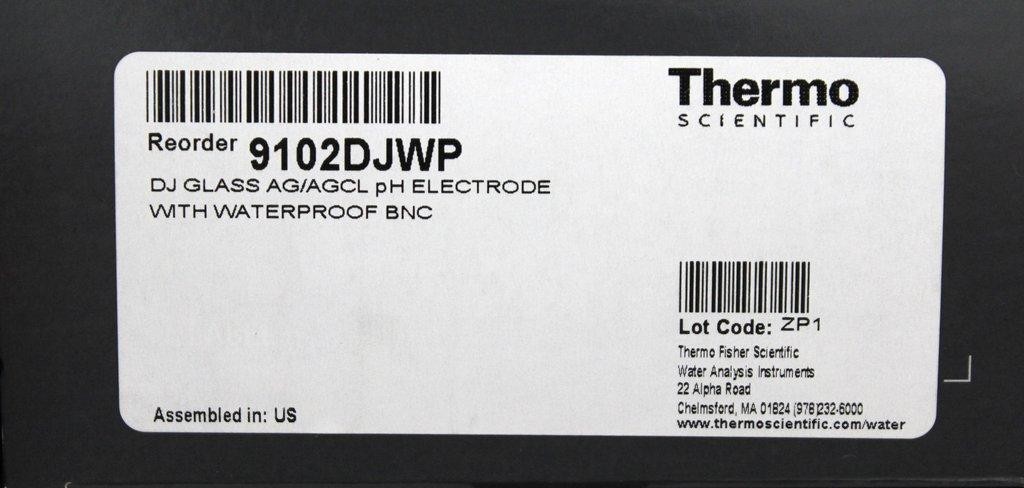 Thermo
SCIENTIFIC
Reorder 9102DJWP
DJ GLASS AG/AGCL pH ELECTRODE
WITH WATERPROOF BNC
Lot Code: ZP1
Thermo Fisher Scientific
Water Analysis Instruments
22 Alpha Road
Chelmsford, MA 01824 (978)232-6000
www.thermoscientific.com/water
Assembled in: US